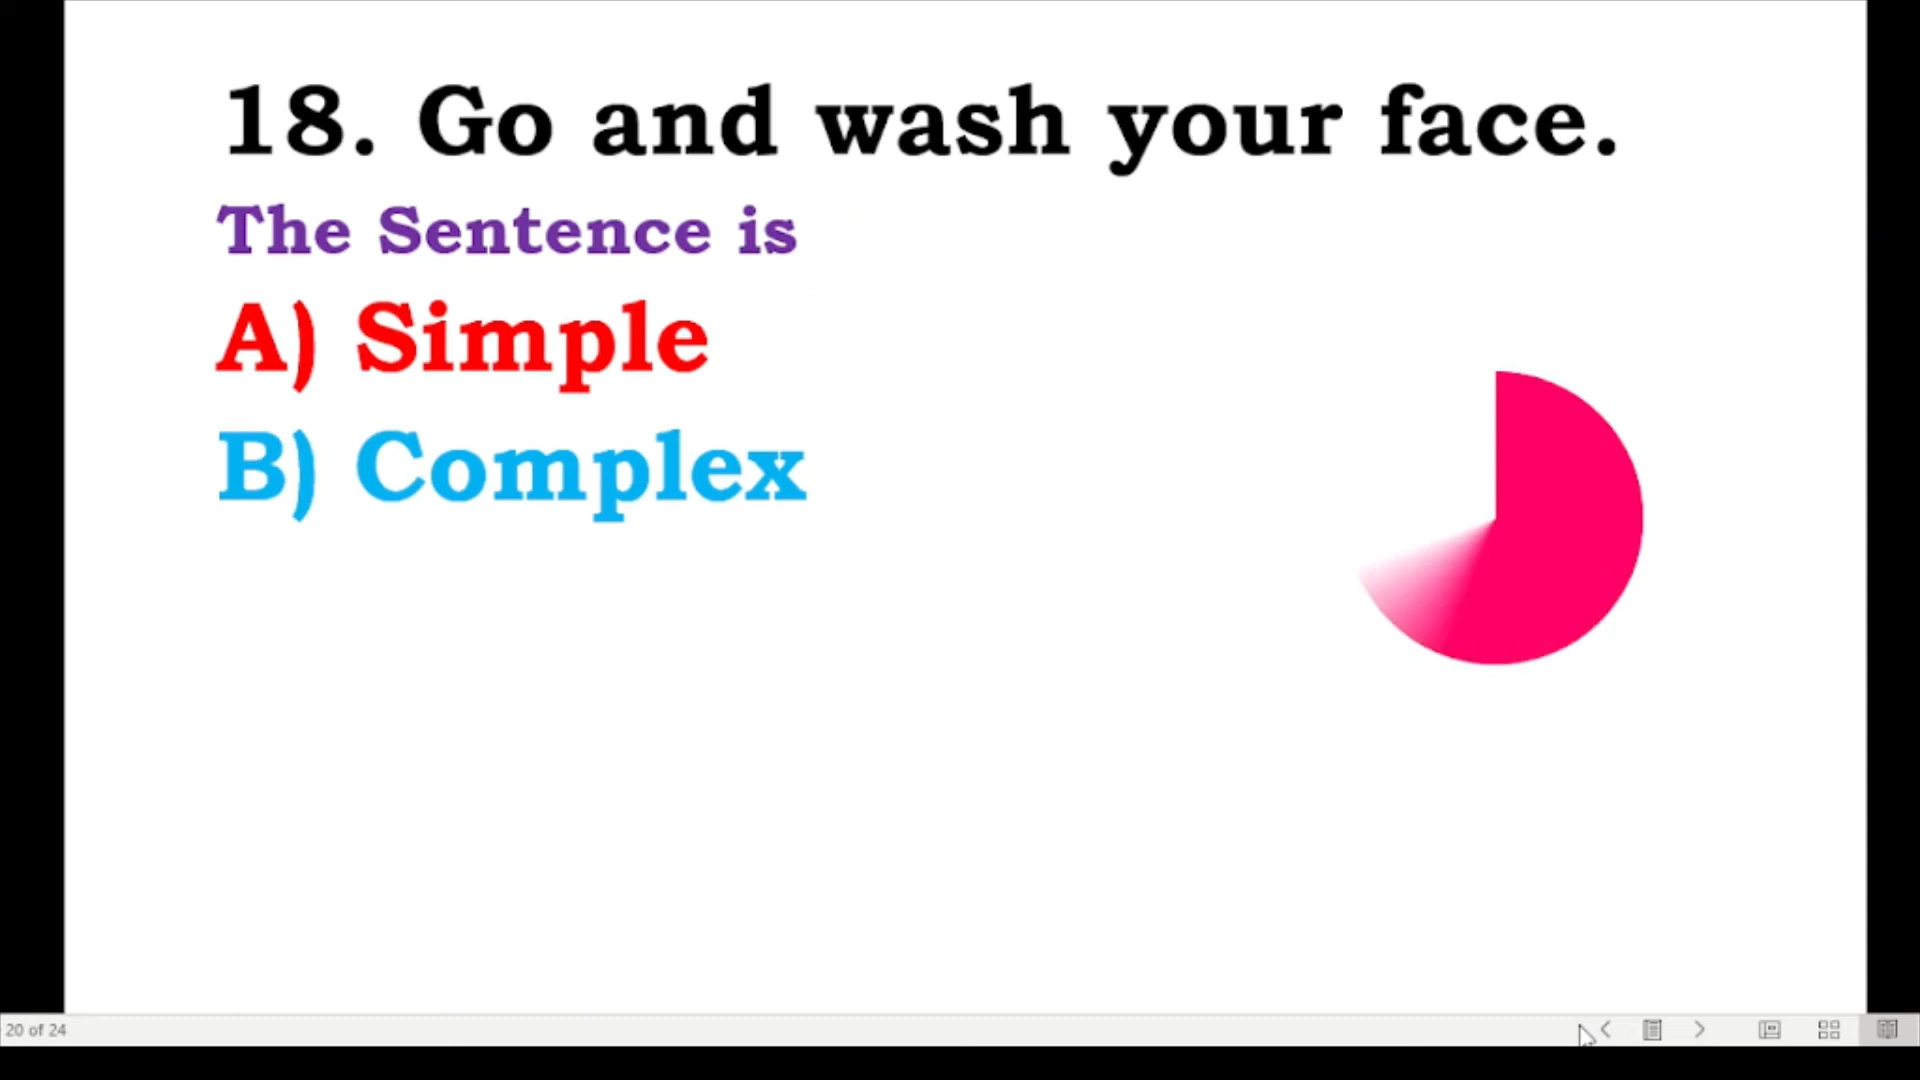 18. Go and wash your face.
The Sentence is
A) Simple
B) Complex
20 of 24